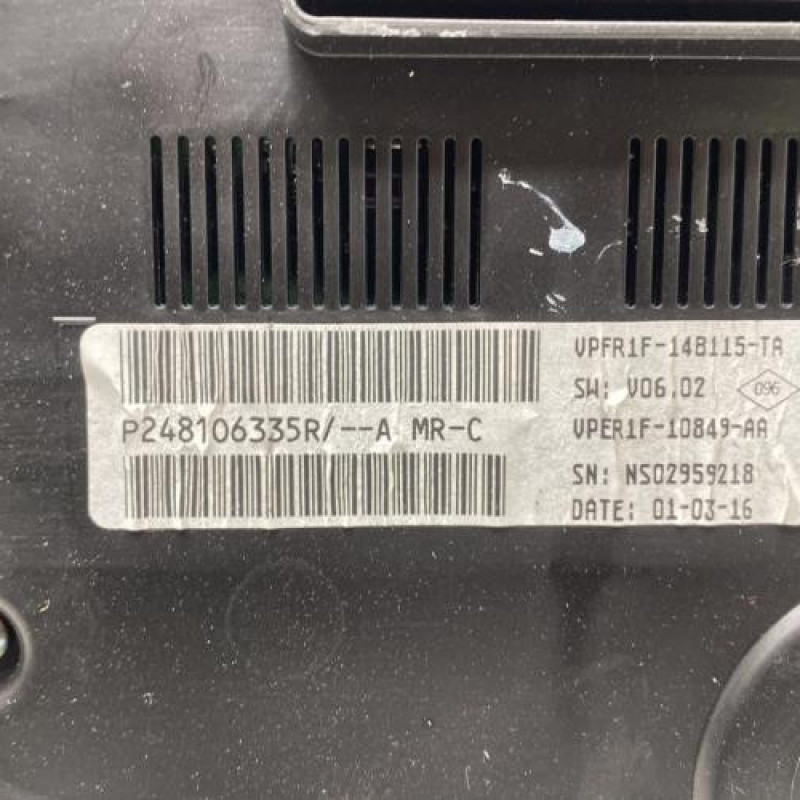 P248106335R/--A MR-C
VPFR1F-14B115-TA
SW: V06.02
096
VPER1F-10849-AA
SN: NS02959218
DATE: 01-03-16